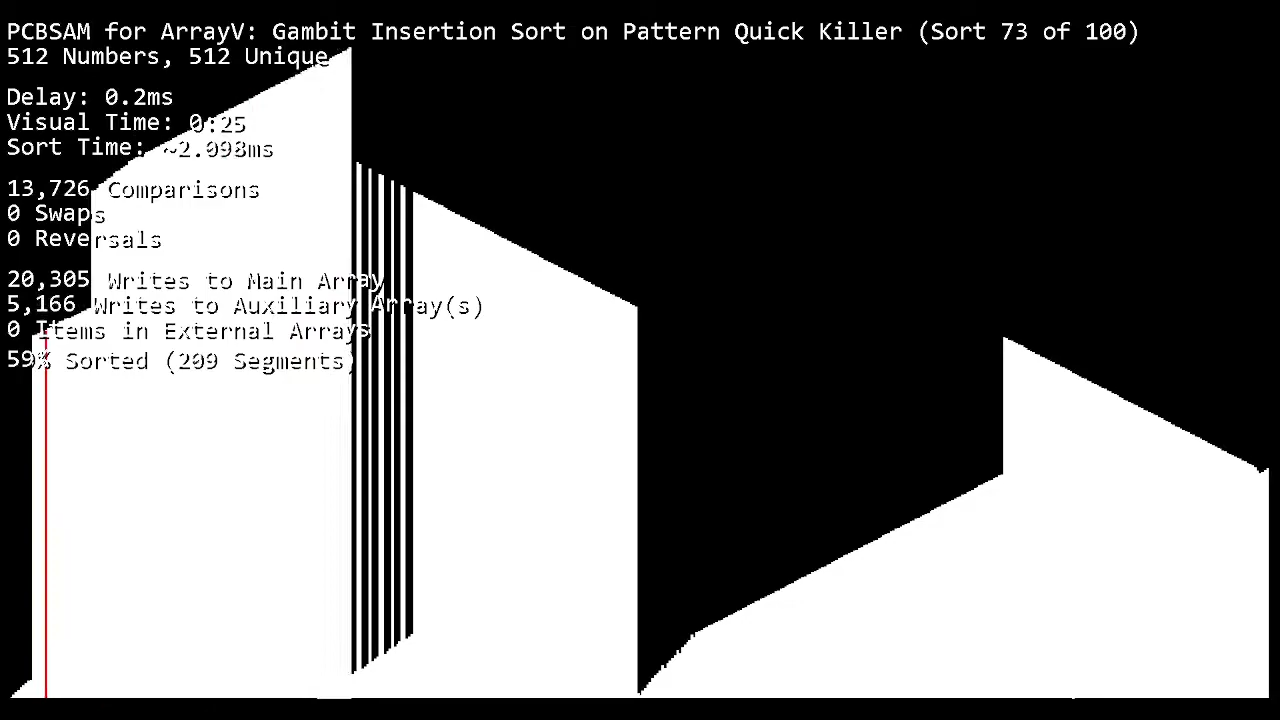 PCBSAM for ArrayV: Gambit Insertion Sort on Pattern Quick Killer (Sort 73 of 100)
512 Numbers, 512 Unique
Delay: 0.2ms
Visual Time: 0:25
Sort Time: ~2.098ms
13,726 Comparisons
0 Swaps
0 Reversals
20,305 Writes to Main Array
5,166 Writes to Auxiliary Array(s)
0 Items in External Arrays
59% Sorted (209 Segments)